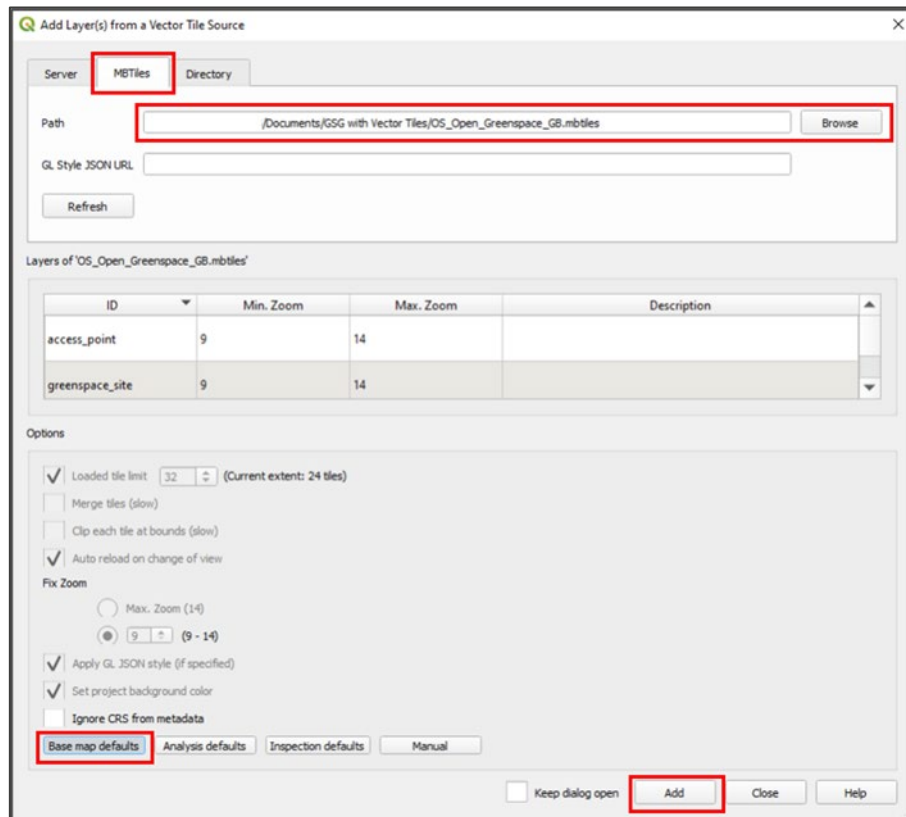 Add Layer(s) from a Vector Tile Source
Server MBTiles Directory
Path /Documents/GSG with Vector Tiles/OS_Open_Greenspace_GB.mbtiles Browse
GL Style JSON URL
Refresh
Layers of 'OS_Open_Greenspace_GB.mbtiles'
ID Min. Zoom Max. Zoom Description
access_point 9 14
greenspace_site 9 14
Options
Loaded tile limit 32 (Current extent: 24 tiles)
Merge tiles (slow)
Clip each tile at bounds (slow)
Auto reload on change of view
Fix Zoom
Max. Zoom (14)
9 (9 - 14)
Apply GL JSON style (if specified)
Set project background color
Ignore CRS from metadata
Base map defaults Analysis defaults Inspection defaults Manual
Keep dialog open Add Close Help